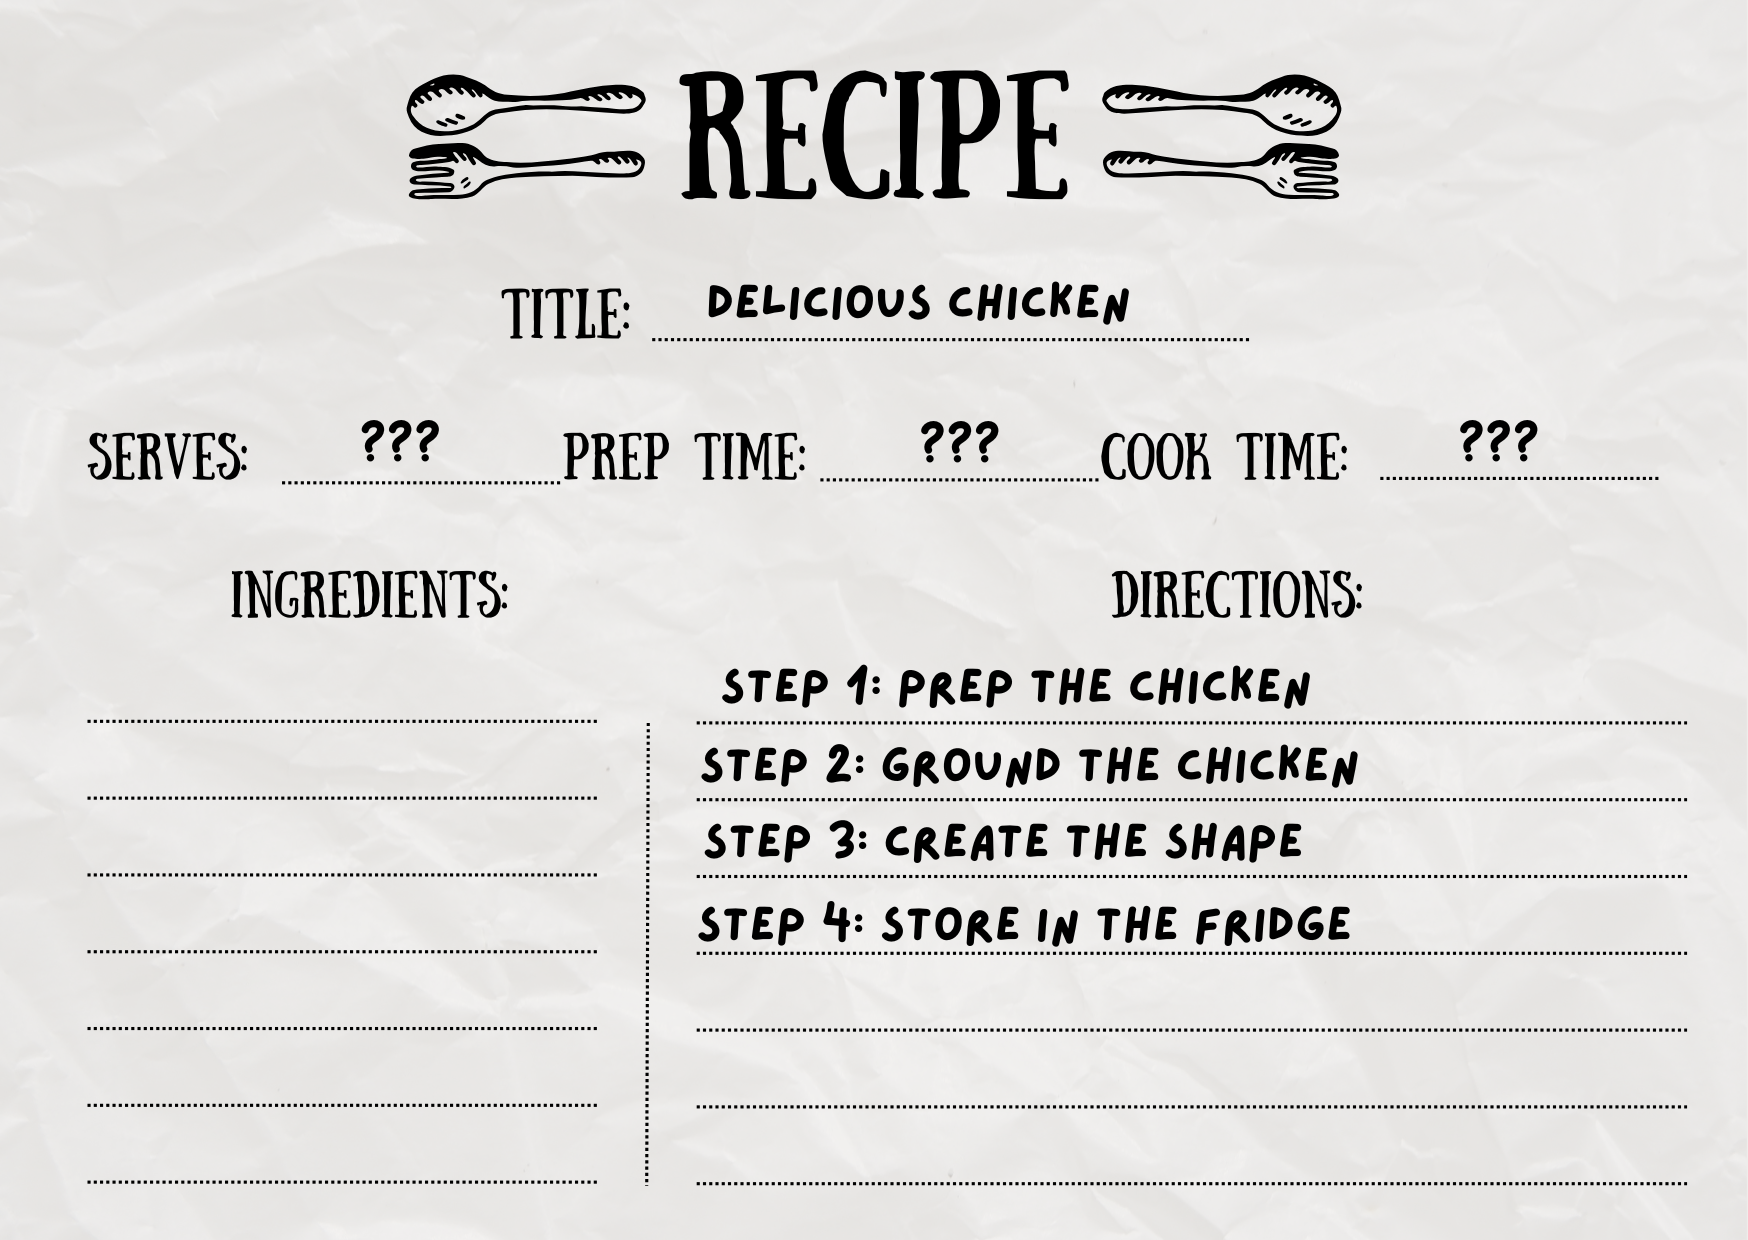 RECIPE
TITLE: DELICIOUS CHICKEN
SERVES: ??? PREP TIME: ??? COOK TIME: ???
INGREDIENTS:
DIRECTIONS:
STEP 1: PREP THE CHICKEN
STEP 2: GROUND THE CHICKEN
STEP 3: CREATE THE SHAPE
STEP 4: STORE IN THE FRIDGE